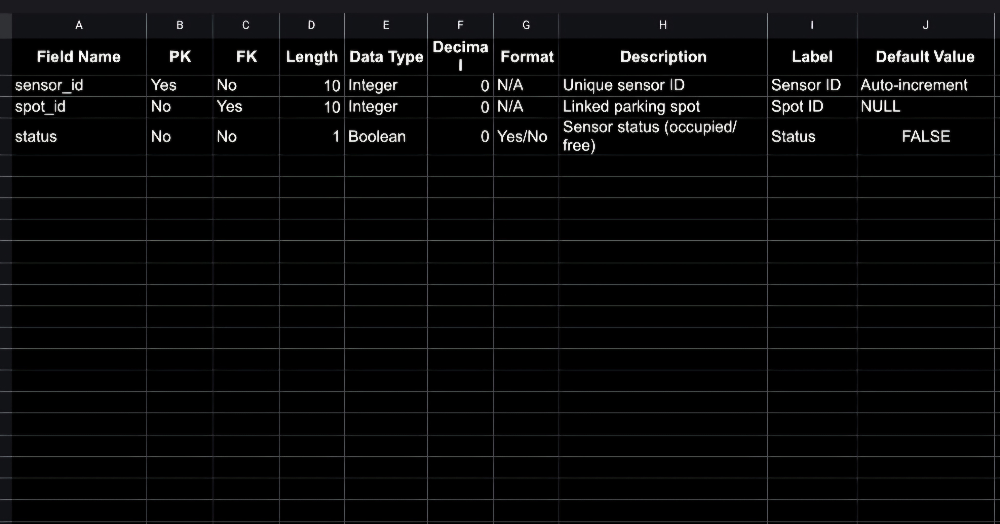 A B C D E F G H I J
Field Name PK FK Length Data Type Decima
l Format Description Label Default Value
sensor_id Yes No 10 Integer 0 N/A Unique sensor ID Sensor ID Auto-increment
spot_id No Yes 10 Integer 0 N/A Linked parking spot Spot ID NULL
status No No 1 Boolean 0 Yes/No Sensor status (occupied/
free) Status FALSE